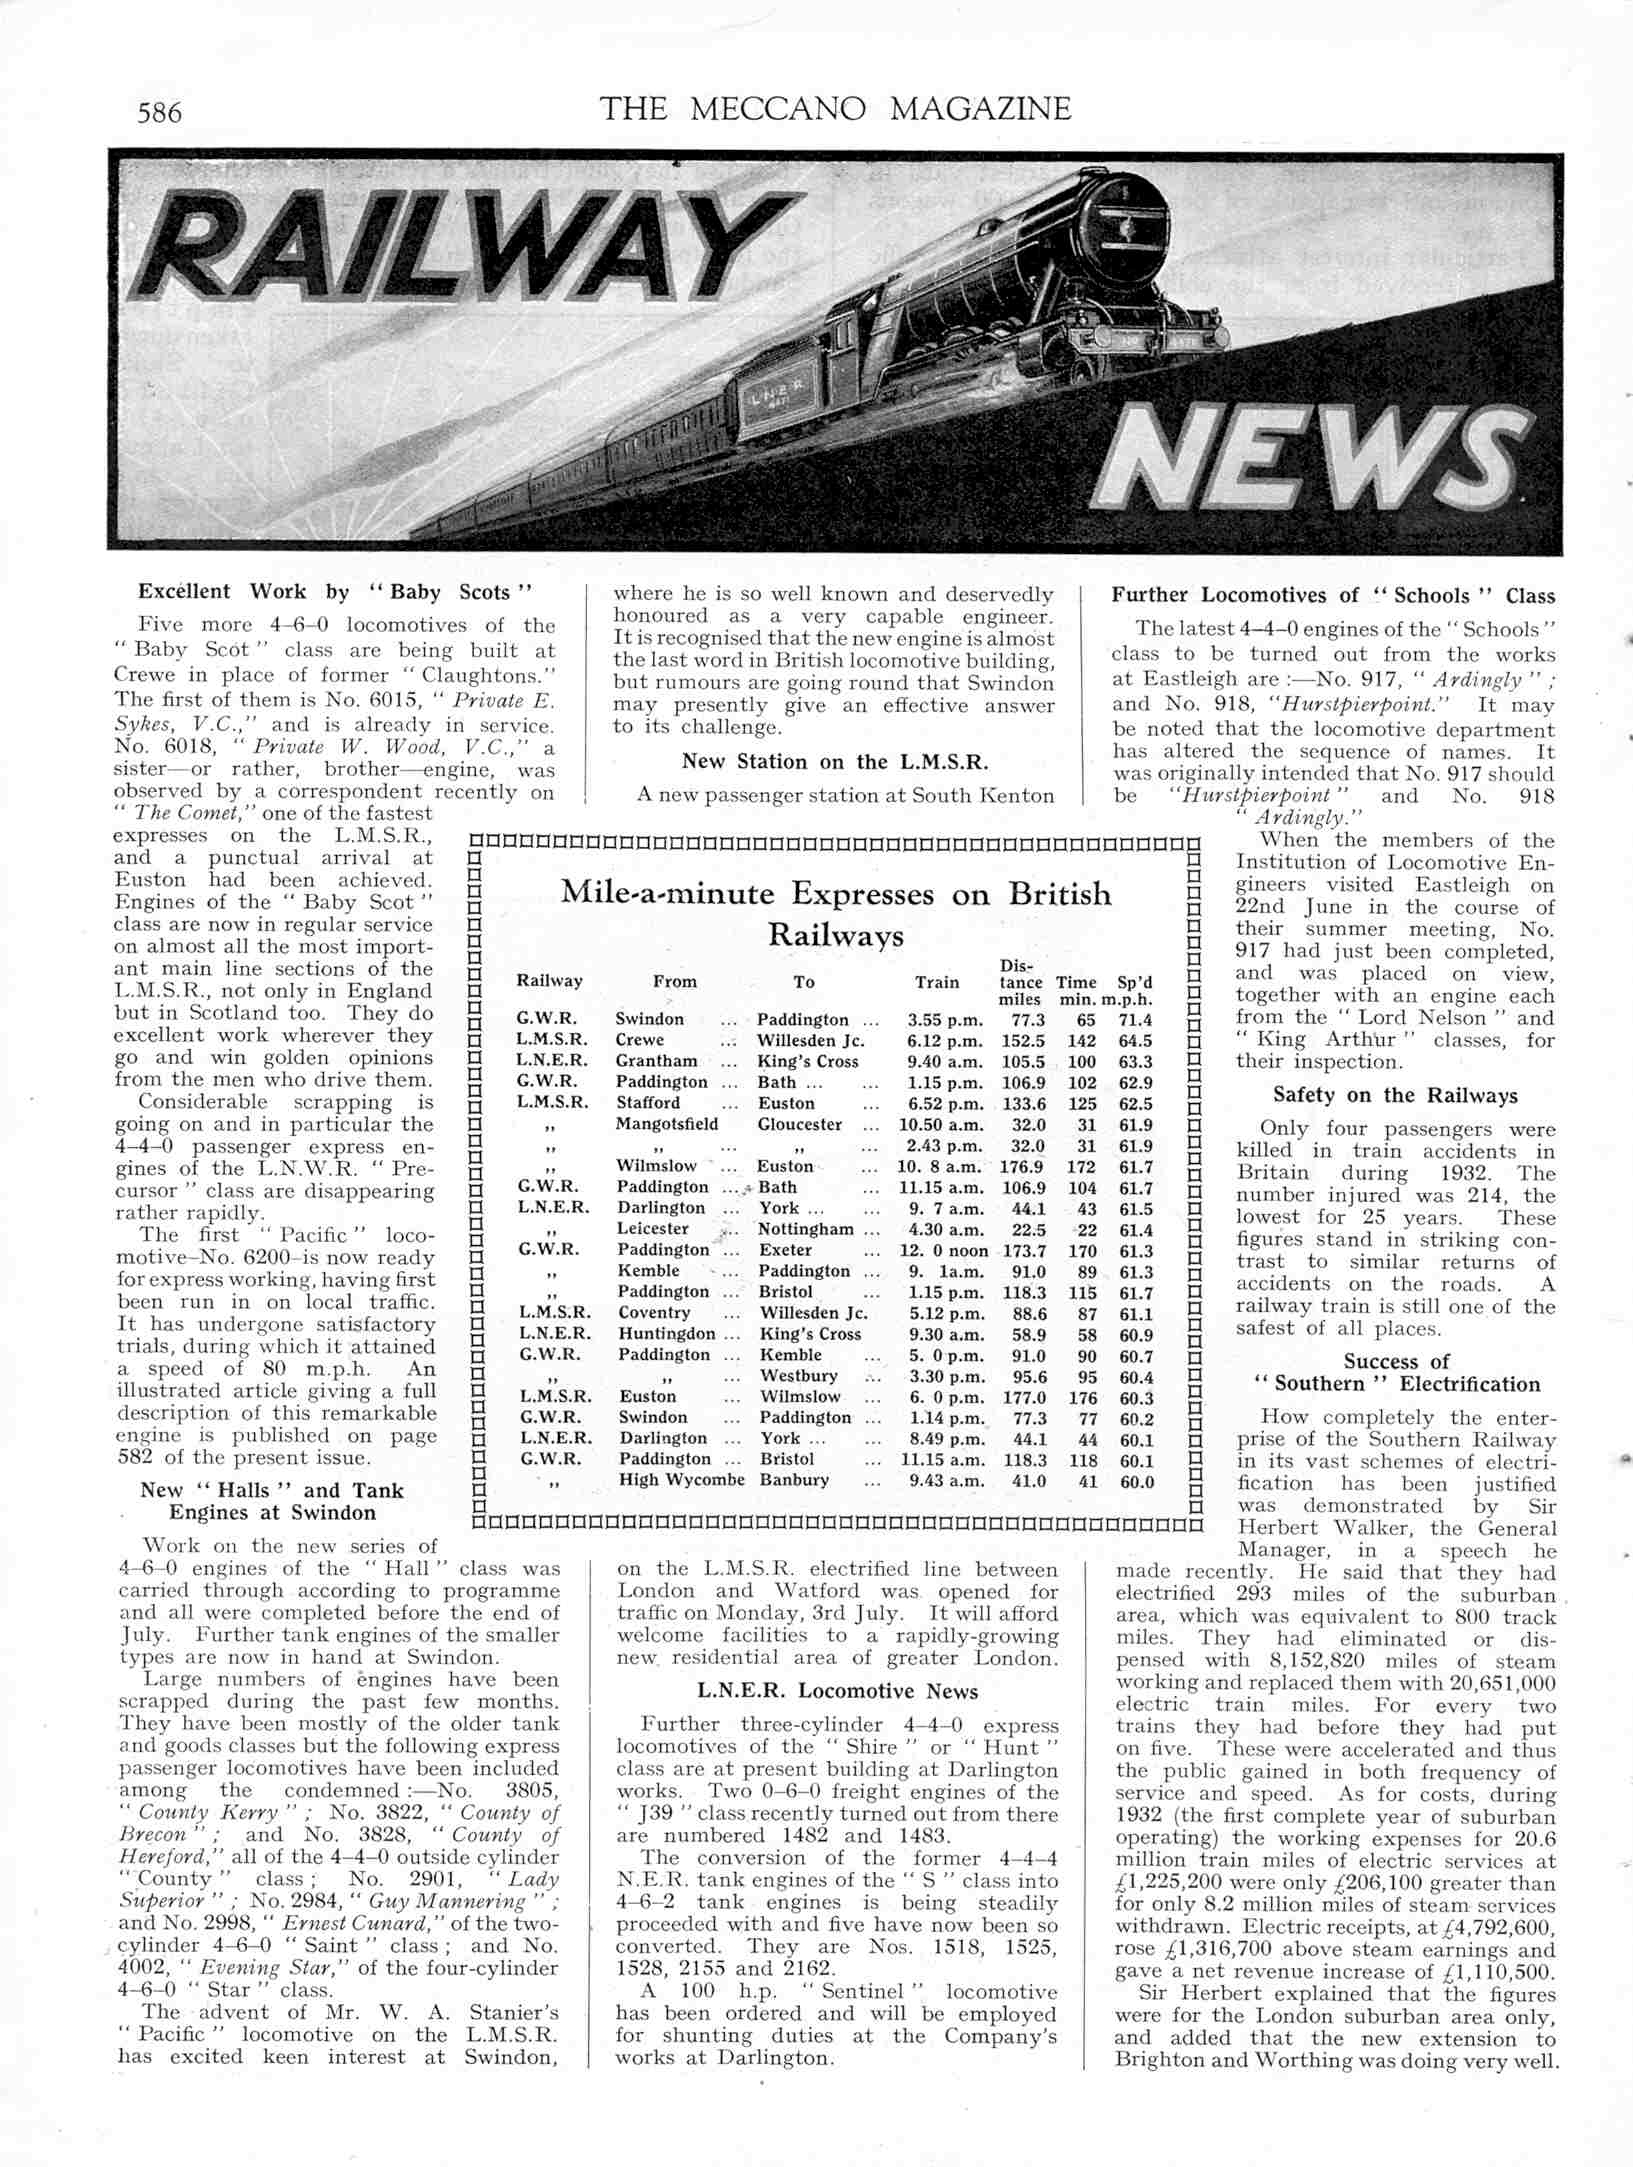 586
THE MECCANO MAGAZINE
RAILWAY
NEWS
L.N.E.R
4471
No 4471
Excellent Work by “ Baby Scots ”
Five more 4–6–0 locomotives of the
“ Baby Scot ” class are being built at
Crewe in place of former “ Claughtons.”
The first of them is No. 6015, “ Private E.
Sykes, V.C.,” and is already in service.
No. 6018, “ Private W. Wood, V.C.,” a
sister—or rather, brother—engine, was
observed by a correspondent recently on
“ The Comet,” one of the fastest
expresses on the L.M.S.R.,
and a punctual arrival at
Euston had been achieved.
Engines of the “ Baby Scot ”
class are now in regular service
on almost all the most import-
ant main line sections of the
L.M.S.R., not only in England
but in Scotland too. They do
excellent work wherever they
go and win golden opinions
from the men who drive them.
Considerable scrapping is
going on and in particular the
4–4–0 passenger express en-
gines of the L.N.W.R. “ Pre-
cursor ” class are disappearing
rather rapidly.
The first “ Pacific ” loco-
motive–No. 6200–is now ready
for express working, having first
been run in on local traffic.
It has undergone satisfactory
trials, during which it attained
a speed of 80 m.p.h. An
illustrated article giving a full
description of this remarkable
engine is published on page
582 of the present issue.
New “ Halls ” and Tank
Engines at Swindon
Work on the new series of
4–6–0 engines of the “ Hall ” class was
carried through according to programme
and all were completed before the end of
July. Further tank engines of the smaller
types are now in hand at Swindon.
Large numbers of engines have been
scrapped during the past few months.
They have been mostly of the older tank
and goods classes but the following express
passenger locomotives have been included
among the condemned :—No. 3805,
“ County Kerry ” ; No. 3822, “ County of
Brecon ” ; and No. 3828, “ County of
Hereford,” all of the 4–4–0 outside cylinder
“ County ” class ; No. 2901, “ Lady
Superior ” ; No. 2984, “ Guy Mannering ” ;
and No. 2998, “ Ernest Cunard,” of the two-
cylinder 4–6–0 “ Saint ” class ; and No.
4002, “ Evening Star,” of the four-cylinder
4–6–0 “ Star ” class.
The advent of Mr. W. A. Stanier's
“ Pacific ” locomotive on the L.M.S.R.
has excited keen interest at Swindon,
where he is so well known and deservedly
honoured as a very capable engineer.
It is recognised that the new engine is almost
the last word in British locomotive building,
but rumours are going round that Swindon
may presently give an effective answer
to its challenge.
New Station on the L.M.S.R.
A new passenger station at South Kenton
Mile-a-minute Expresses on British
Railways
Railway From To Train Dis- tance miles Time min. Sp'd m.p.h.
G.W.R. Swindon ... Paddington ... 3.55 p.m. 77.3 65 71.4
L.M.S.R. Crewe ... Willesden Jc. 6.12 p.m. 152.5 142 64.5
L.N.E.R. Grantham ... King's Cross 9.40 a.m. 105.5 100 63.3
G.W.R. Paddington ... Bath ... ... 1.15 p.m. 106.9 102 62.9
L.M.S.R. Stafford ... Euston ... 6.52 p.m. 133.6 125 62.5
,, Mangotsfield Gloucester ... 10.50 a.m. 32.0 31 61.9
,, ,, ... ,, ... 2.43 p.m. 32.0 31 61.9
,, Wilmslow ... Euston ... 10. 8 a.m. 176.9 172 61.7
G.W.R. Paddington ... Bath ... 11.15 a.m. 106.9 104 61.7
L.N.E.R. Darlington ... York ... ... 9. 7 a.m. 44.1 43 61.5
,, Leicester ... Nottingham ... 4.30 a.m. 22.5 22 61.4
G.W.R. Paddington ... Exeter ... 12. 0 noon 173.7 170 61.3
,, Kemble ... Paddington ... 9. 1a.m. 91.0 89 61.3
,, Paddington ... Bristol ... 1.15 p.m. 118.3 115 61.7
L.M.S.R. Coventry ... Willesden Jc. 5.12 p.m. 88.6 87 61.1
L.N.E.R. Huntingdon ... King's Cross 9.30 a.m. 58.9 58 60.9
G.W.R. Paddington ... Kemble ... 5. 0 p.m. 91.0 90 60.7
,, ,, ... Westbury ... 3.30 p.m. 95.6 95 60.4
L.M.S.R. Euston ... Wilmslow ... 6. 0 p.m. 177.0 176 60.3
G.W.R. Swindon ... Paddington ... 1.14 p.m. 77.3 77 60.2
L.N.E.R. Darlington ... York ... ... 8.49 p.m. 44.1 44 60.1
G.W.R. Paddington ... Bristol ... 11.15 a.m. 118.3 118 60.1
,, High Wycombe Banbury ... 9.43 a.m. 41.0 41 60.0
on the L.M.S.R. electrified line between
London and Watford was opened for
traffic on Monday, 3rd July. It will afford
welcome facilities to a rapidly-growing
new residential area of greater London.
L.N.E.R. Locomotive News
Further three-cylinder 4–4–0 express
locomotives of the “ Shire ” or “ Hunt ”
class are at present building at Darlington
works. Two 0–6–0 freight engines of the
“ J39 ” class recently turned out from there
are numbered 1482 and 1483.
The conversion of the former 4–4–4
N.E.R. tank engines of the “ S ” class into
4–6–2 tank engines is being steadily
proceeded with and five have now been so
converted. They are Nos. 1518, 1525,
1528, 2155 and 2162.
A 100 h.p. “ Sentinel ” locomotive
has been ordered and will be employed
for shunting duties at the Company's
works at Darlington.
Further Locomotives of “ Schools ” Class
The latest 4–4–0 engines of the “ Schools ”
class to be turned out from the works
at Eastleigh are :—No. 917, “ Ardingly ” ;
and No. 918, “Hurstpierpoint.” It may
be noted that the locomotive department
has altered the sequence of names. It
was originally intended that No. 917 should
be “Hurstpierpoint ” and No. 918
“ Ardingly.”
When the members of the
Institution of Locomotive En-
gineers visited Eastleigh on
22nd June in the course of
their summer meeting, No.
917 had just been completed,
and was placed on view,
together with an engine each
from the “ Lord Nelson ” and
“ King Arthur ” classes, for
their inspection.
Safety on the Railways
Only four passengers were
killed in train accidents in
Britain during 1932. The
number injured was 214, the
lowest for 25 years. These
figures stand in striking con-
trast to similar returns of
accidents on the roads. A
railway train is still one of the
safest of all places.
Success of
“ Southern ” Electrification
How completely the enter-
prise of the Southern Railway
in its vast schemes of electri-
fication has been justified
was demonstrated by Sir
Herbert Walker, the General
Manager, in a speech he
made recently. He said that they had
electrified 293 miles of the suburban
area, which was equivalent to 800 track
miles. They had eliminated or dis-
pensed with 8,152,820 miles of steam
working and replaced them with 20,651,000
electric train miles. For every two
trains they had before they had put
on five. These were accelerated and thus
the public gained in both frequency of
service and speed. As for costs, during
1932 (the first complete year of suburban
operating) the working expenses for 20.6
million train miles of electric services at
£1,225,200 were only £206,100 greater than
for only 8.2 million miles of steam services
withdrawn. Electric receipts, at £4,792,600,
rose £1,316,700 above steam earnings and
gave a net revenue increase of £1,110,500.
Sir Herbert explained that the figures
were for the London suburban area only,
and added that the new extension to
Brighton and Worthing was doing very well.